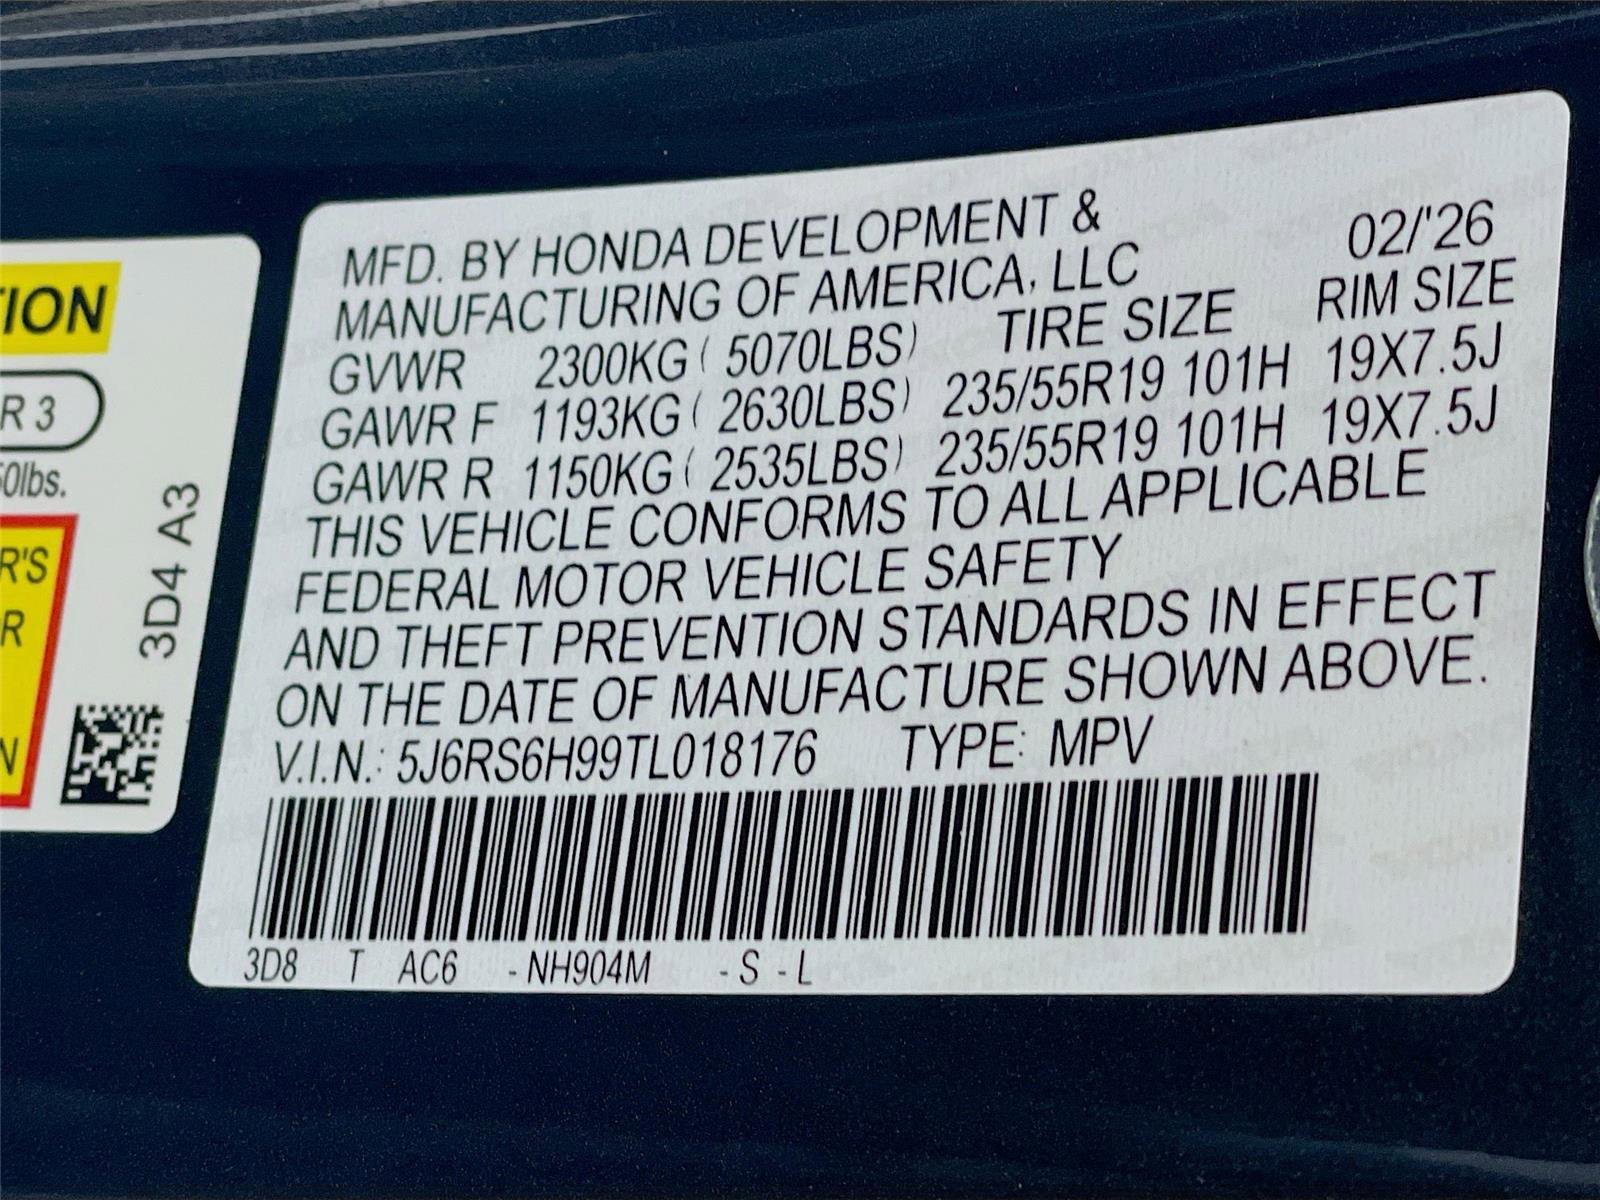 TION
R 3
50lbs.
R'S
R
N
3D4 A3
MFD. BY HONDA DEVELOPMENT & 02/'26
MANUFACTURING OF AMERICA, LLC
TIRE SIZE RIM SIZE
GVWR 2300KG ( 5070LBS)
GAWR F 1193KG ( 2630LBS) 235/55R19 101H 19X7.5J
GAWR R 1150KG ( 2535LBS) 235/55R19 101H 19X7.5J
THIS VEHICLE CONFORMS TO ALL APPLICABLE
FEDERAL MOTOR VEHICLE SAFETY
AND THEFT PREVENTION STANDARDS IN EFFECT
ON THE DATE OF MANUFACTURE SHOWN ABOVE.
V.I.N.: 5J6RS6H99TL018176 TYPE: MPV
3D8 T AC6 - NH904M - S - L